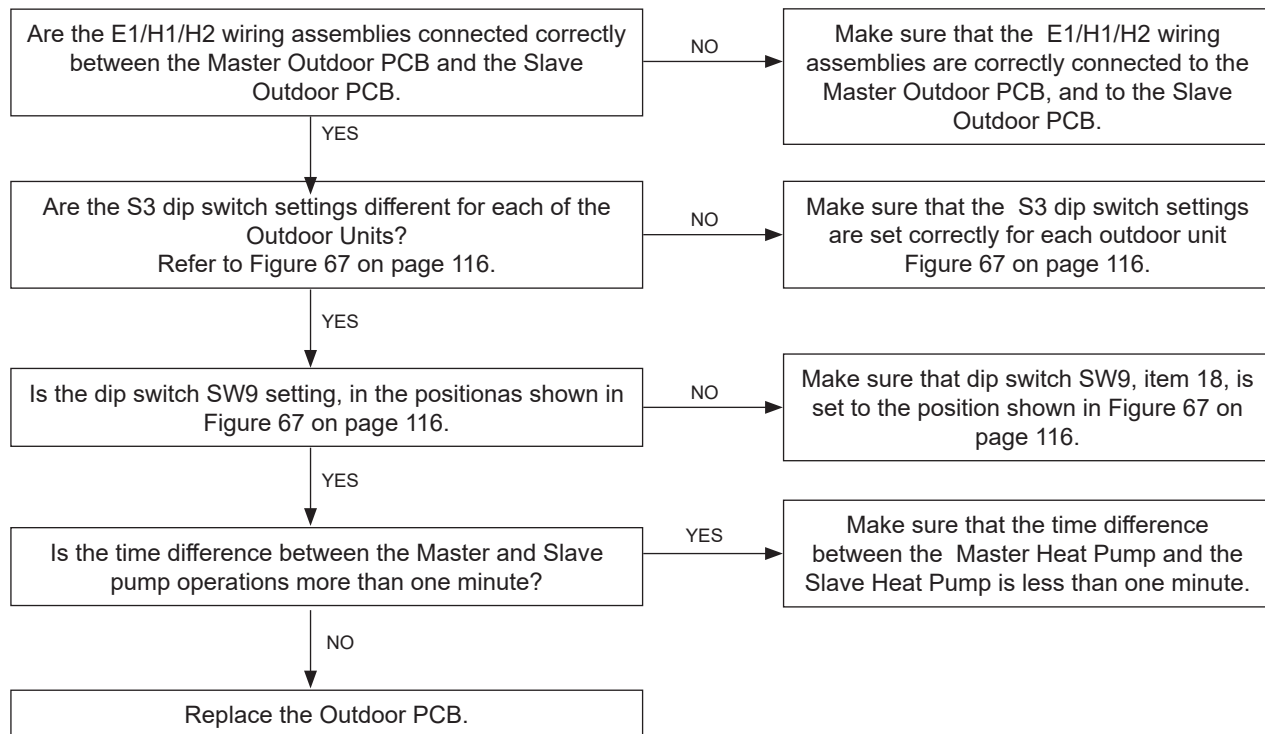 Are the E1/H1/H2 wiring assemblies connected correctly
between the Master Outdoor PCB and the Slave
Outdoor PCB.
NO
Make sure that the E1/H1/H2 wiring
assemblies are correctly connected to the
Master Outdoor PCB, and to the Slave
Outdoor PCB.
YES
Are the S3 dip switch settings different for each of the
Outdoor Units?
Refer to Figure 67 on page 116.
NO
Make sure that the S3 dip switch settings
are set correctly for each outdoor unit
Figure 67 on page 116.
YES
Is the dip switch SW9 setting, in the positionas shown in
Figure 67 on page 116.
NO
Make sure that dip switch SW9, item 18, is
set to the position shown in Figure 67 on
page 116.
YES
Is the time difference between the Master and Slave
pump operations more than one minute?
YES
Make sure that the time difference
between the Master Heat Pump and the
Slave Heat Pump is less than one minute.
NO
Replace the Outdoor PCB.